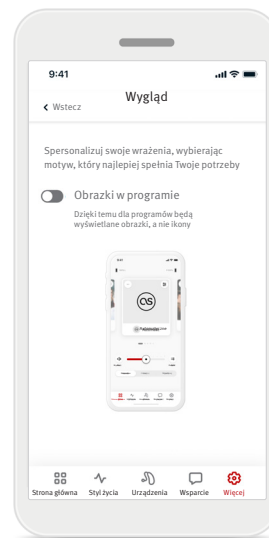 9:41
Wstecz
Wygląd
Spersonalizuj swoje wrażenia, wybierając
motyw, który najlepiej spełnia Twoje potrzeby
Obrazki w programie
Dzięki temu dla programów będą
wyświetlane obrazki, a nie ikony
Strona główna Styl życia Urządzenia Wsparcie Więcej